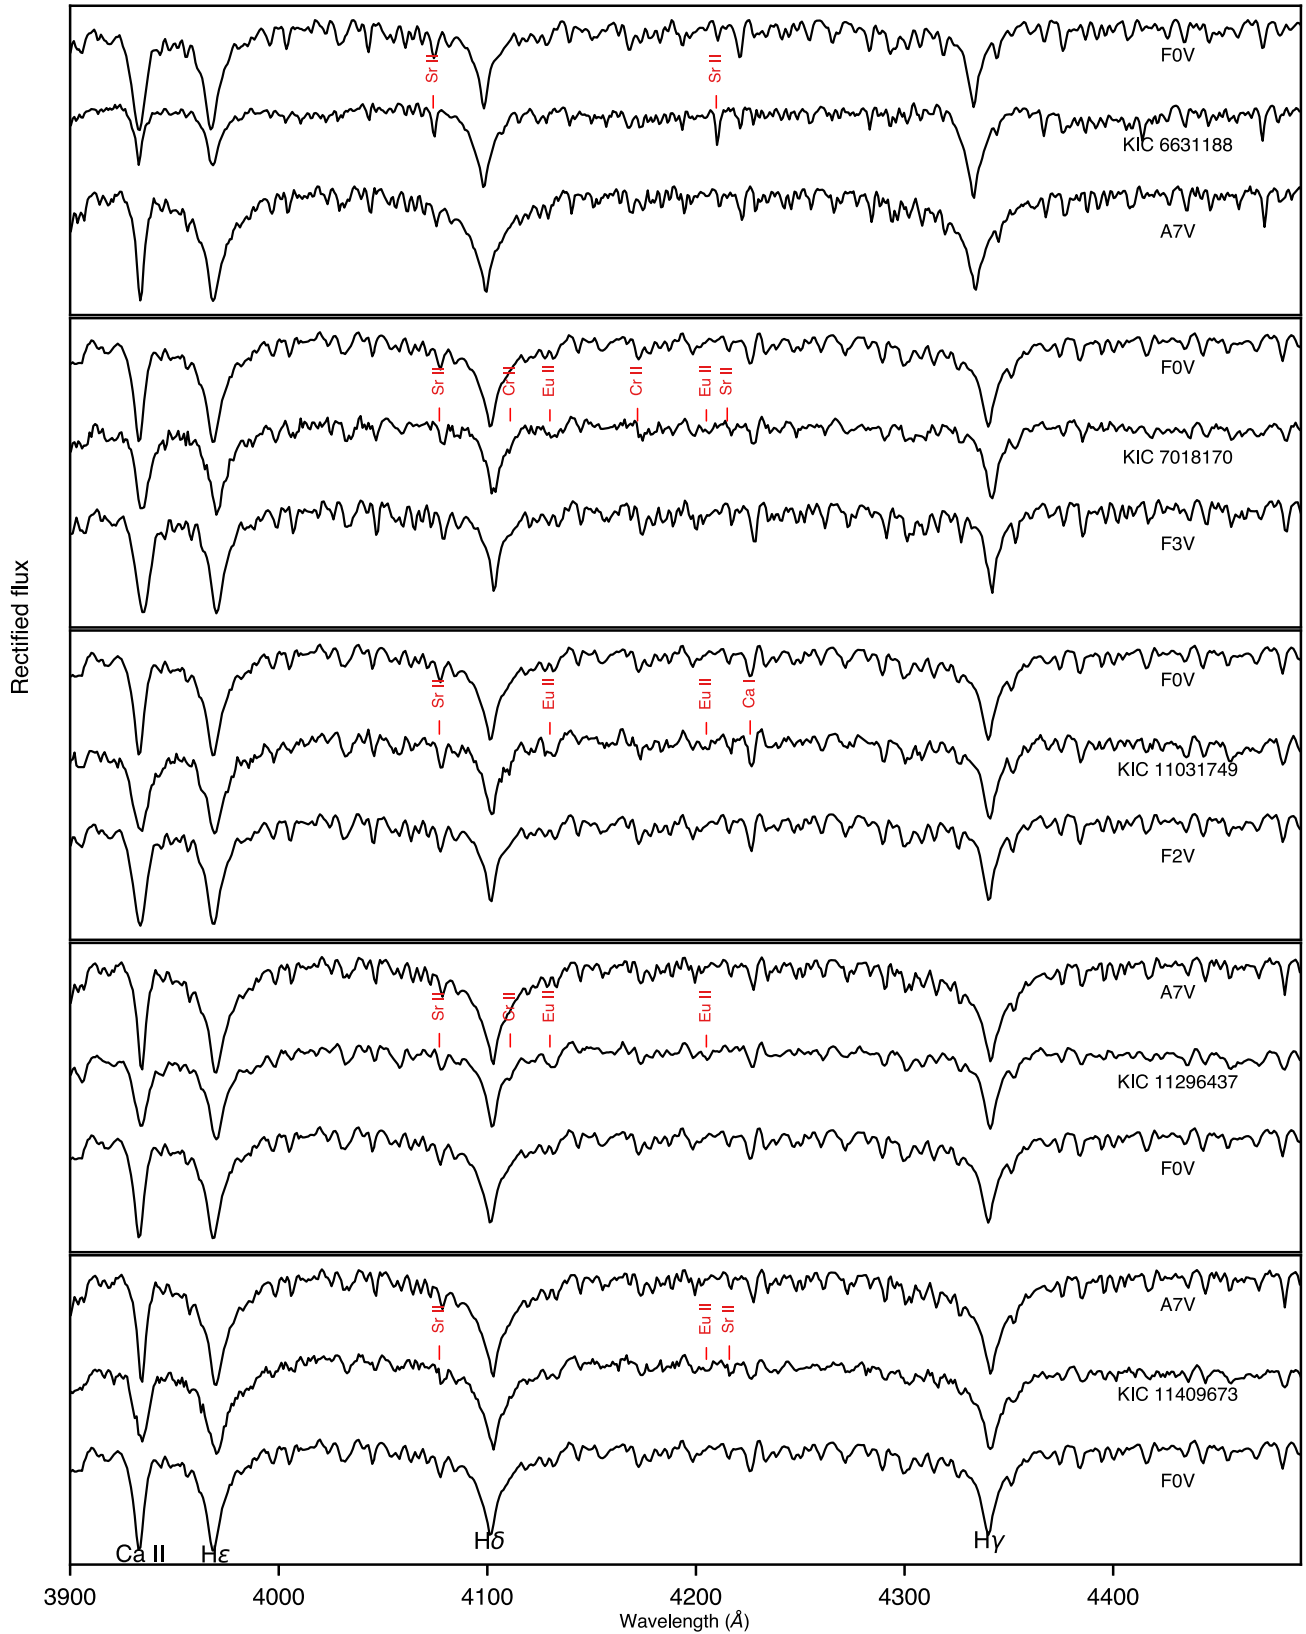 F0V
Sr II
Sr II
KIC 6631188
A7V
F0V
Sr II
Cr II
Eu II
Cr II
Eu II
Sr II
KIC 7018170
F3V
Rectified flux
F0V
Sr II
Eu II
Eu II
Ca I
KIC 11031749
F2V
A7V
Sr II
Cr II
Eu II
Eu II
KIC 11296437
F0V
A7V
Sr II
Eu II
Sr II
KIC 11409673
F0V
Ca II
Hε
Hδ
Hγ
3900
4000
4100
4200
4300
4400
Wavelength (Å)